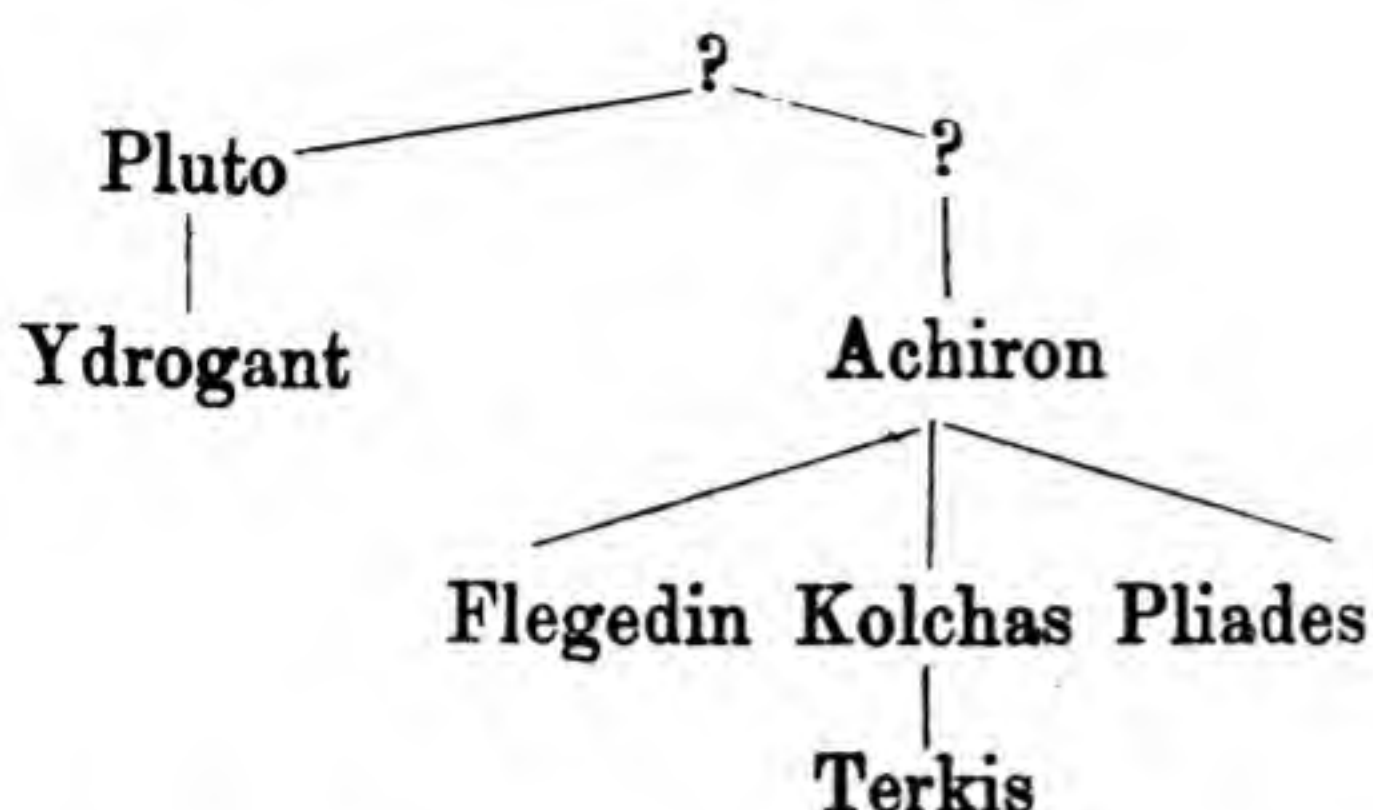 ?
Pluto ?
Ydrogant Achiron
Flegedin Kolchas Pliades
Terkis